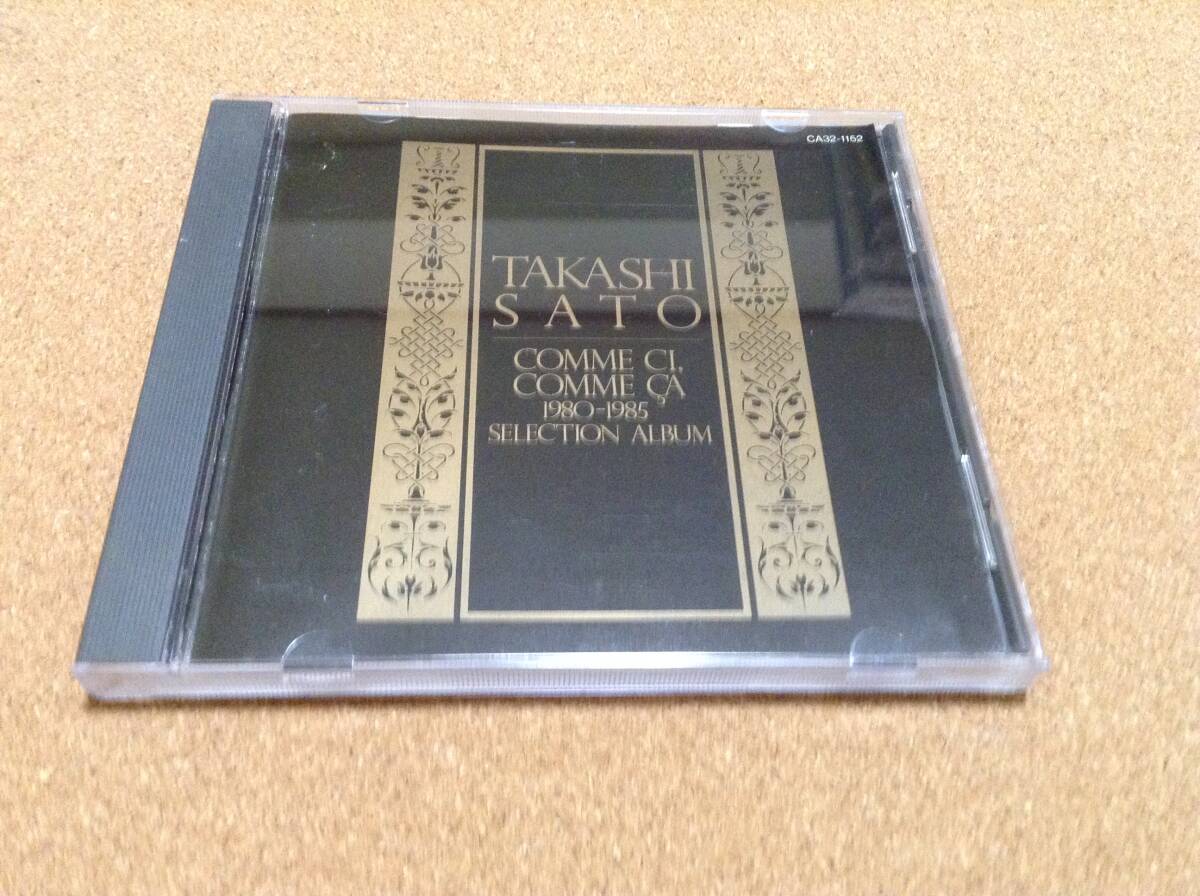 CA32-1152
TAKASHI
SATO
COMME CI,
COMME ÇA
1980-1985
SELECTION ALBUM